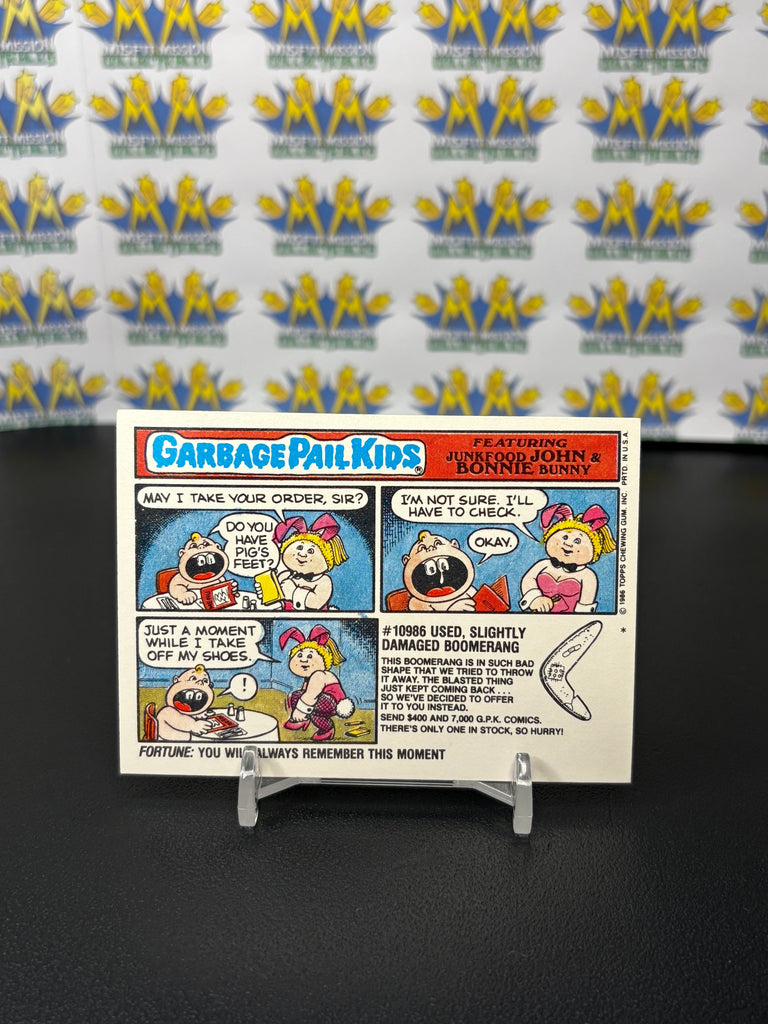 GARBAGE PAIL KIDS®
FEATURING
JUNKFOOD JOHN &
BONNIE BUNNY
MAY I TAKE YOUR ORDER, SIR?
DO YOU
HAVE
PIG'S
FEET?
I'M NOT SURE. I'LL
HAVE TO CHECK.
OKAY.
JUST A MOMENT
WHILE I TAKE
OFF MY SHOES.
!
#10986 USED, SLIGHTLY
DAMAGED BOOMERANG
THIS BOOMERANG IS IN SUCH BAD
SHAPE THAT WE TRIED TO THROW
IT AWAY. THE BLASTED THING
JUST KEPT COMING BACK . . .
SO WE'VE DECIDED TO OFFER
IT TO YOU INSTEAD.
SEND $400 AND 7,000 G.P.K. COMICS.
THERE'S ONLY ONE IN STOCK, SO HURRY!
FORTUNE: YOU WILL ALWAYS REMEMBER THIS MOMENT
© 1986 TOPPS CHEWING GUM, INC. PRTD. IN U.S.A.
*